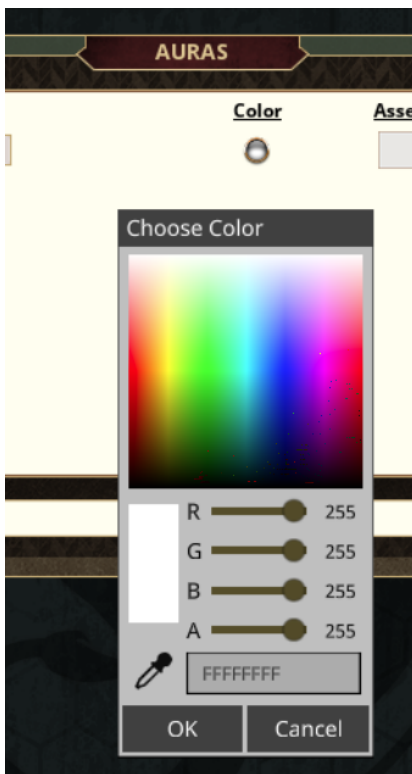 AURAS
Color
Asse
Choose Color
R 255
G 255
B 255
A 255
FFFFFFFF
OK Cancel